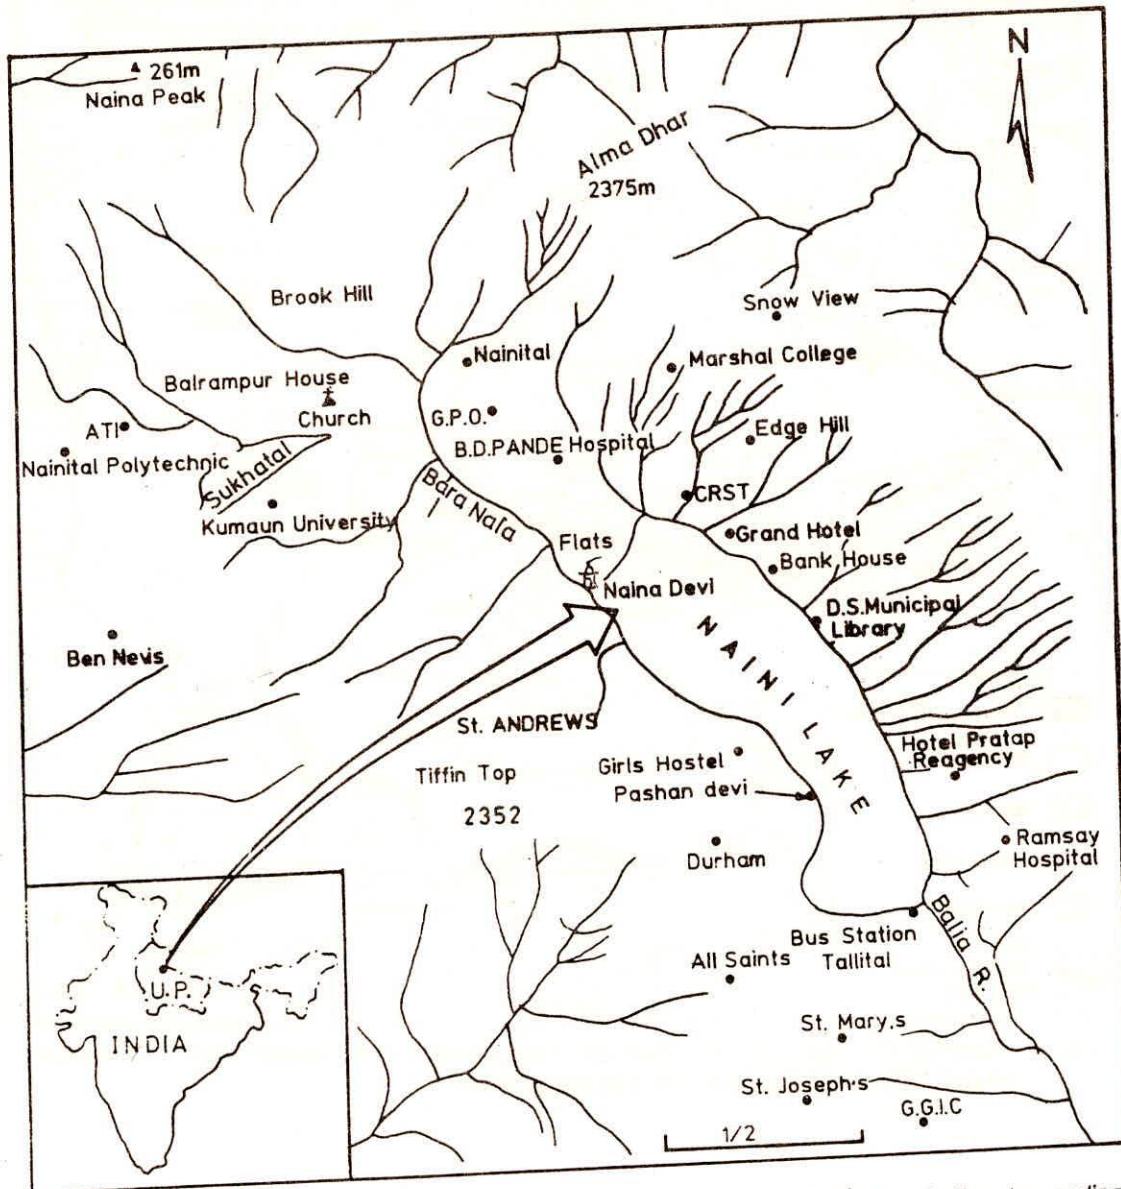 N
261m
Naina Peak
Alma Dhar
2375m
Brook Hill
Snow View
Nainital
Marshal College
Balrampur House
Church
G.P.O.
ATI
B.D.PANDE Hospital
Edge Hill
Nainital Polytechnic
Sukhatal
Bara Nala
CRST
Kumaun University
Flats
Grand Hotel
Bank House
Naina Devi
D.S.Municipal
Library
NAINI LAKE
Ben Nevis
St. ANDREWS
Hotel Pratap
Reagency
Tiffin Top
2352
Girls Hostel
Pashan devi
Durham
Ramsay
Hospital
Balia R.
Bus Station
Tallital
All Saints
U.P.
INDIA
St. Mary,s
St. Joseph's
G.G.I.C
1/2